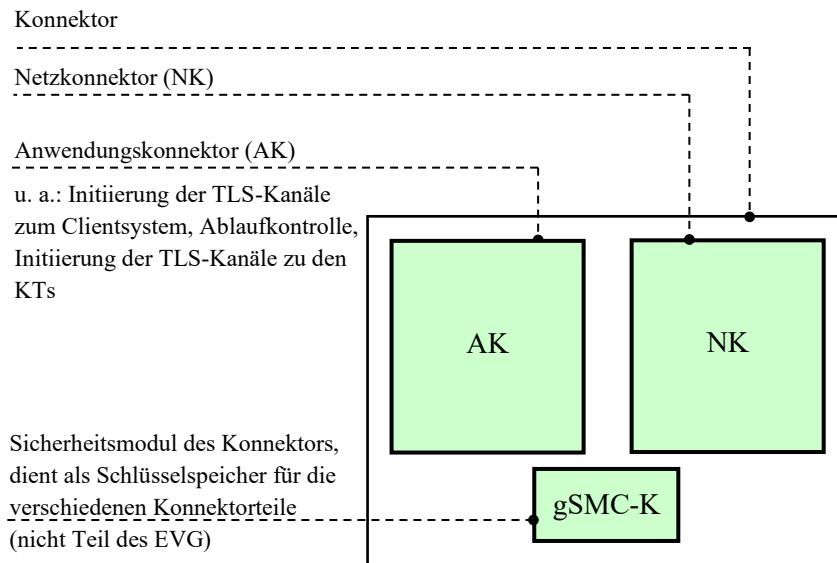 Konnektor
Netzkonnektor (NK)
Anwendungskonnektor (AK)
u. a.: Initiierung der TLS-Kanäle
zum Clientsystem, Ablaufkontrolle,
Initiierung der TLS-Kanäle zu den
KTs
AK
NK
Sicherheitsmodul des Konnektors,
dient als Schlüsselspeicher für die
verschiedenen Konnektorteile
(nicht Teil des EVG)
gSMC-K